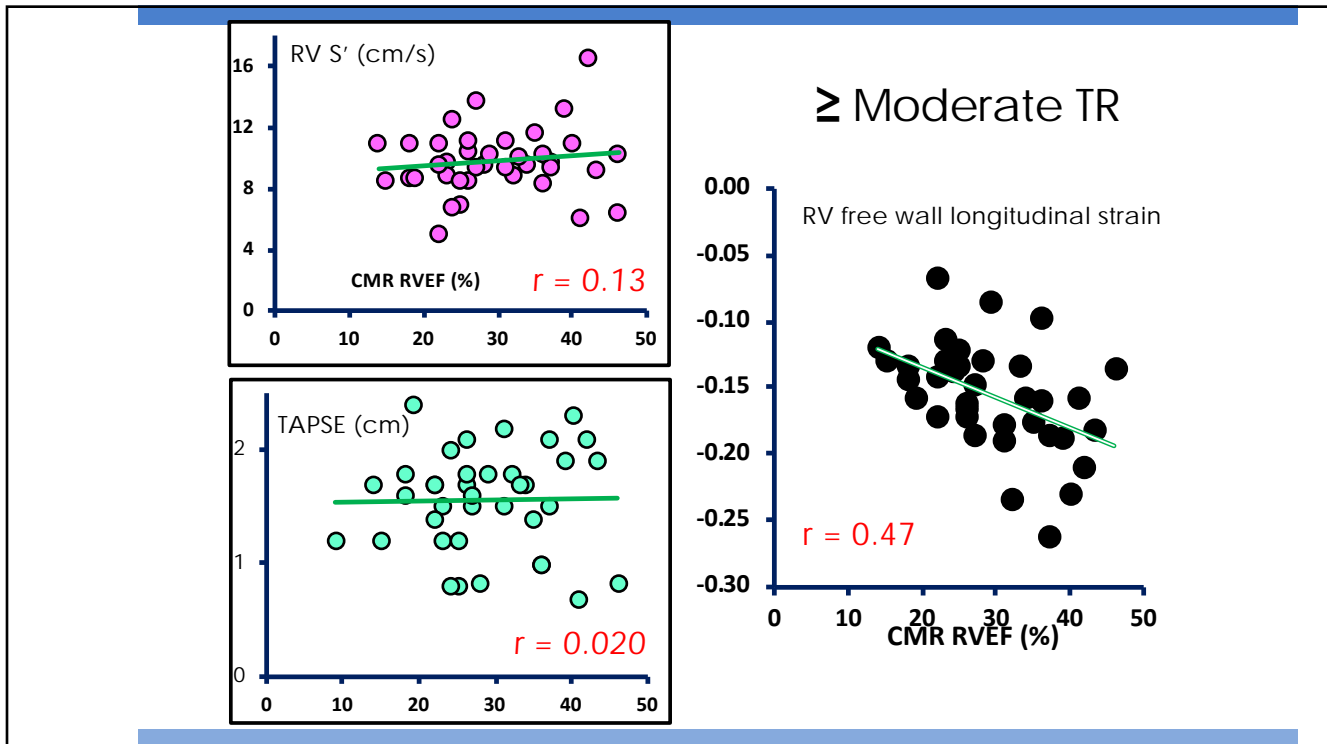 RV S’ (cm/s)
16
12
8
4
0
CMR RVEF (%)
r = 0.13
0 10 20 30 40 50
TAPSE (cm)
2
1
0
r = 0.020
0 10 20 30 40 50
≥ Moderate TR
RV free wall longitudinal strain
0.00
-0.05
-0.10
-0.15
-0.20
-0.25
-0.30
r = 0.47
0 10 20 30 40 50
CMR RVEF (%)